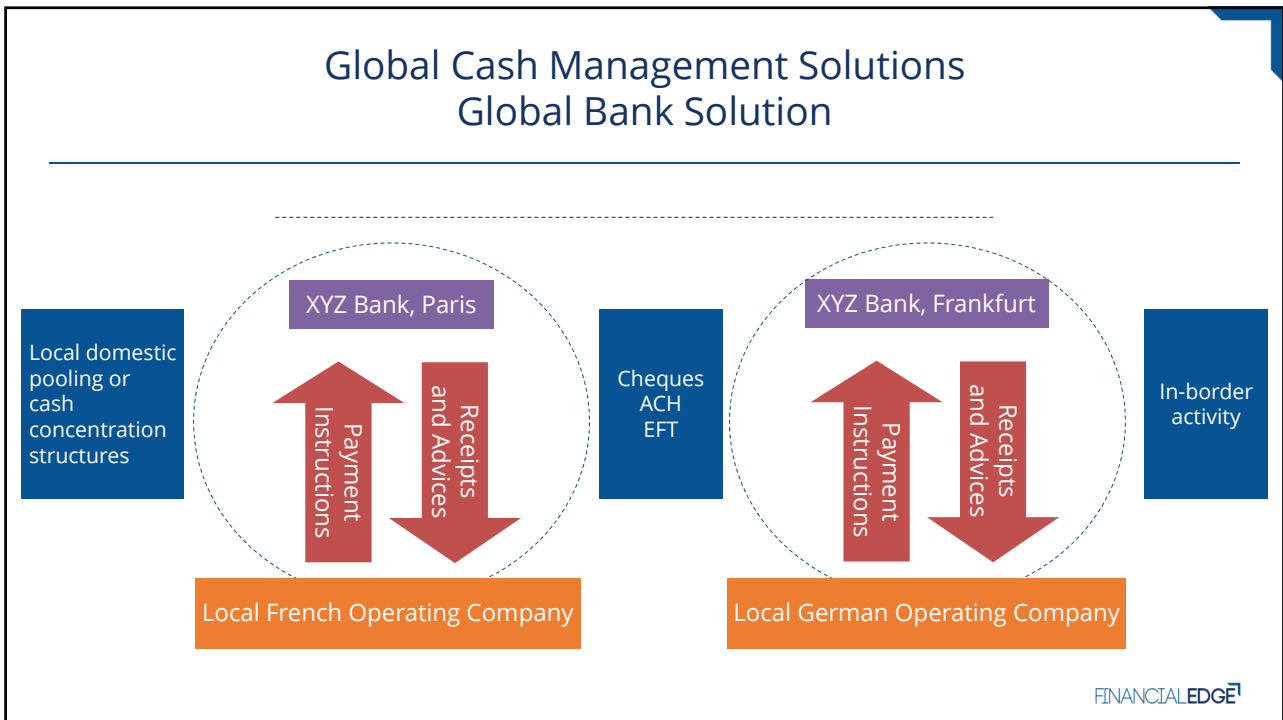 Global Cash Management Solutions
Global Bank Solution
Local domestic
pooling or
cash
concentration
structures
XYZ Bank, Paris
Payment
Instructions
Receipts
and Advices
Local French Operating Company
Cheques
ACH
EFT
XYZ Bank, Frankfurt
Payment
Instructions
Receipts
and Advices
Local German Operating Company
In-border
activity
FINANCIALEDGE